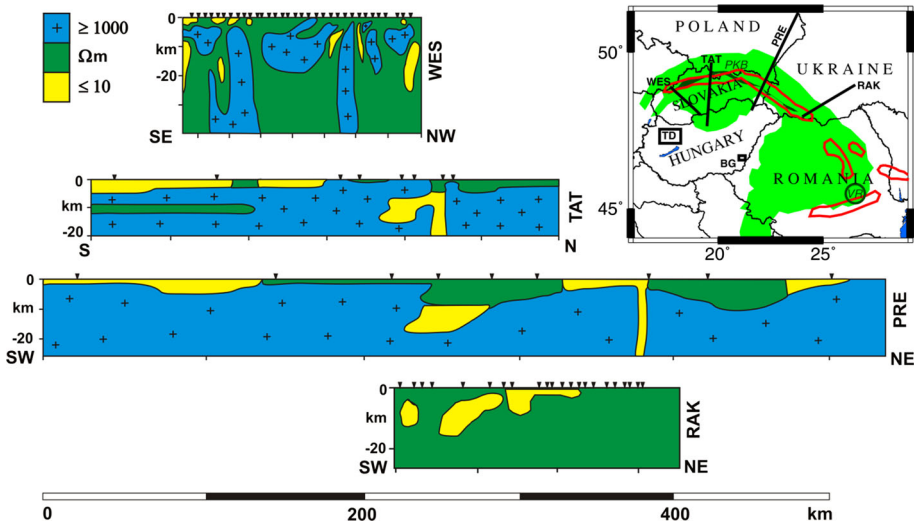 ≥ 1000
Ωm
≤ 10
0
km
-20
WES
SE
NW
0
km
-20
TAT
S
N
0
km
-20
PRE
SW
NE
0
km
-20
RAK
SW
NE
0
200
400
km
50°
45°
20°
25°
POLAND
UKRAINE
SLOVAKIA
HUNGARY
ROMANIA
PRE
TAT
PKB
WES
RAK
TD
BG
VR